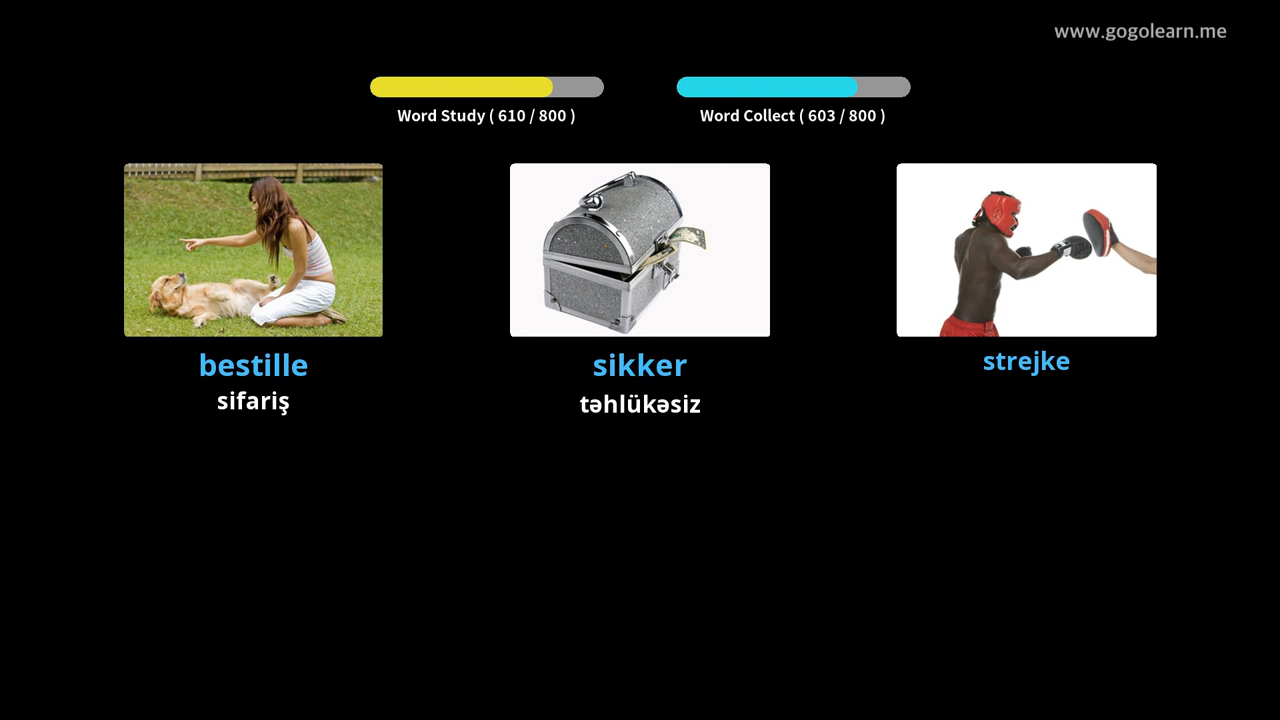 www.gogolearn.me
Word Study ( 610 / 800 )
Word Collect ( 603 / 800 )
bestille
sifariş
sikker
təhlükəsiz
strejke